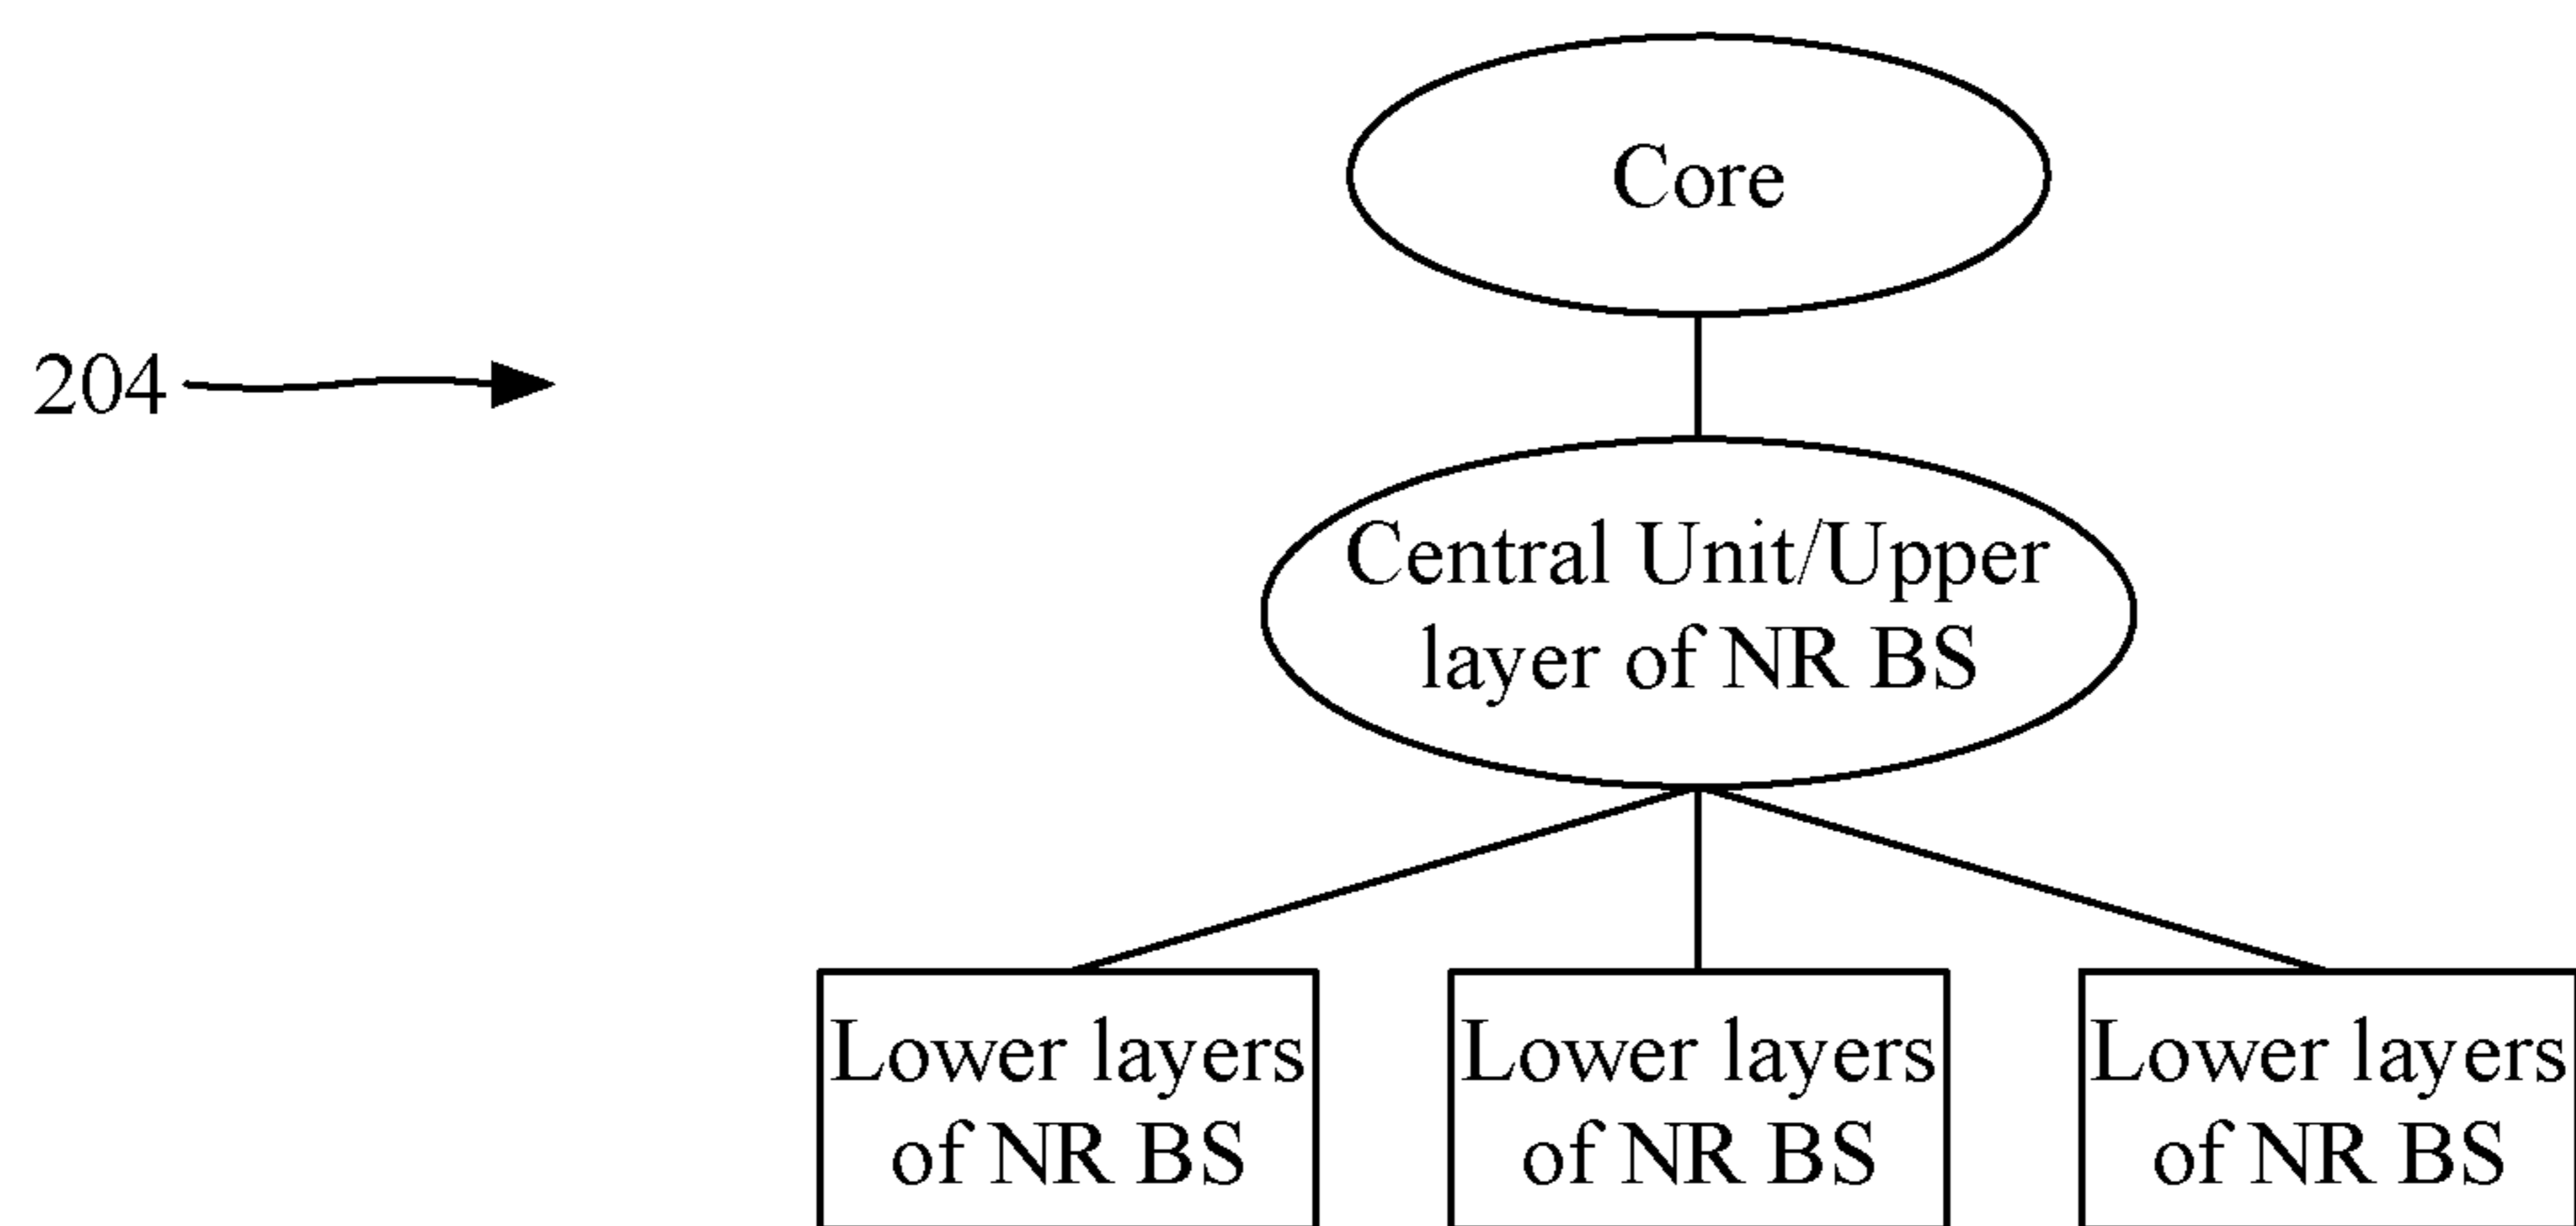 Core
204
Central Unit/Upper
layer of NR BS
Lower layers
of NR BS
Lower layers
of NR BS
Lower layers
of NR BS